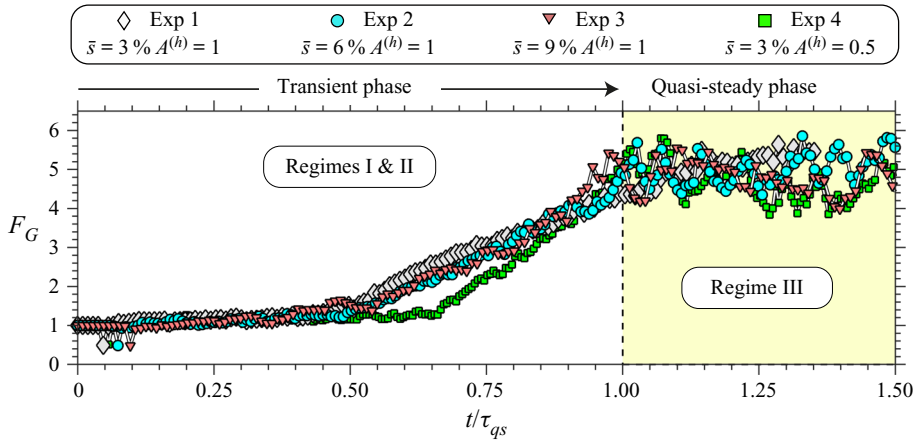 Exp 1 Exp 2 Exp 3 Exp 4
s̄ = 3 % A⁽ʰ⁾ = 1 s̄ = 6 % A⁽ʰ⁾ = 1 s̄ = 9 % A⁽ʰ⁾ = 1 s̄ = 3 % A⁽ʰ⁾ = 0.5
Transient phase Quasi-steady phase
6
5
4
3
2
1
0
F_G
Regimes I & II
Regime III
0 0.25 0.50 0.75 1.00 1.25 1.50
t/τ_qs